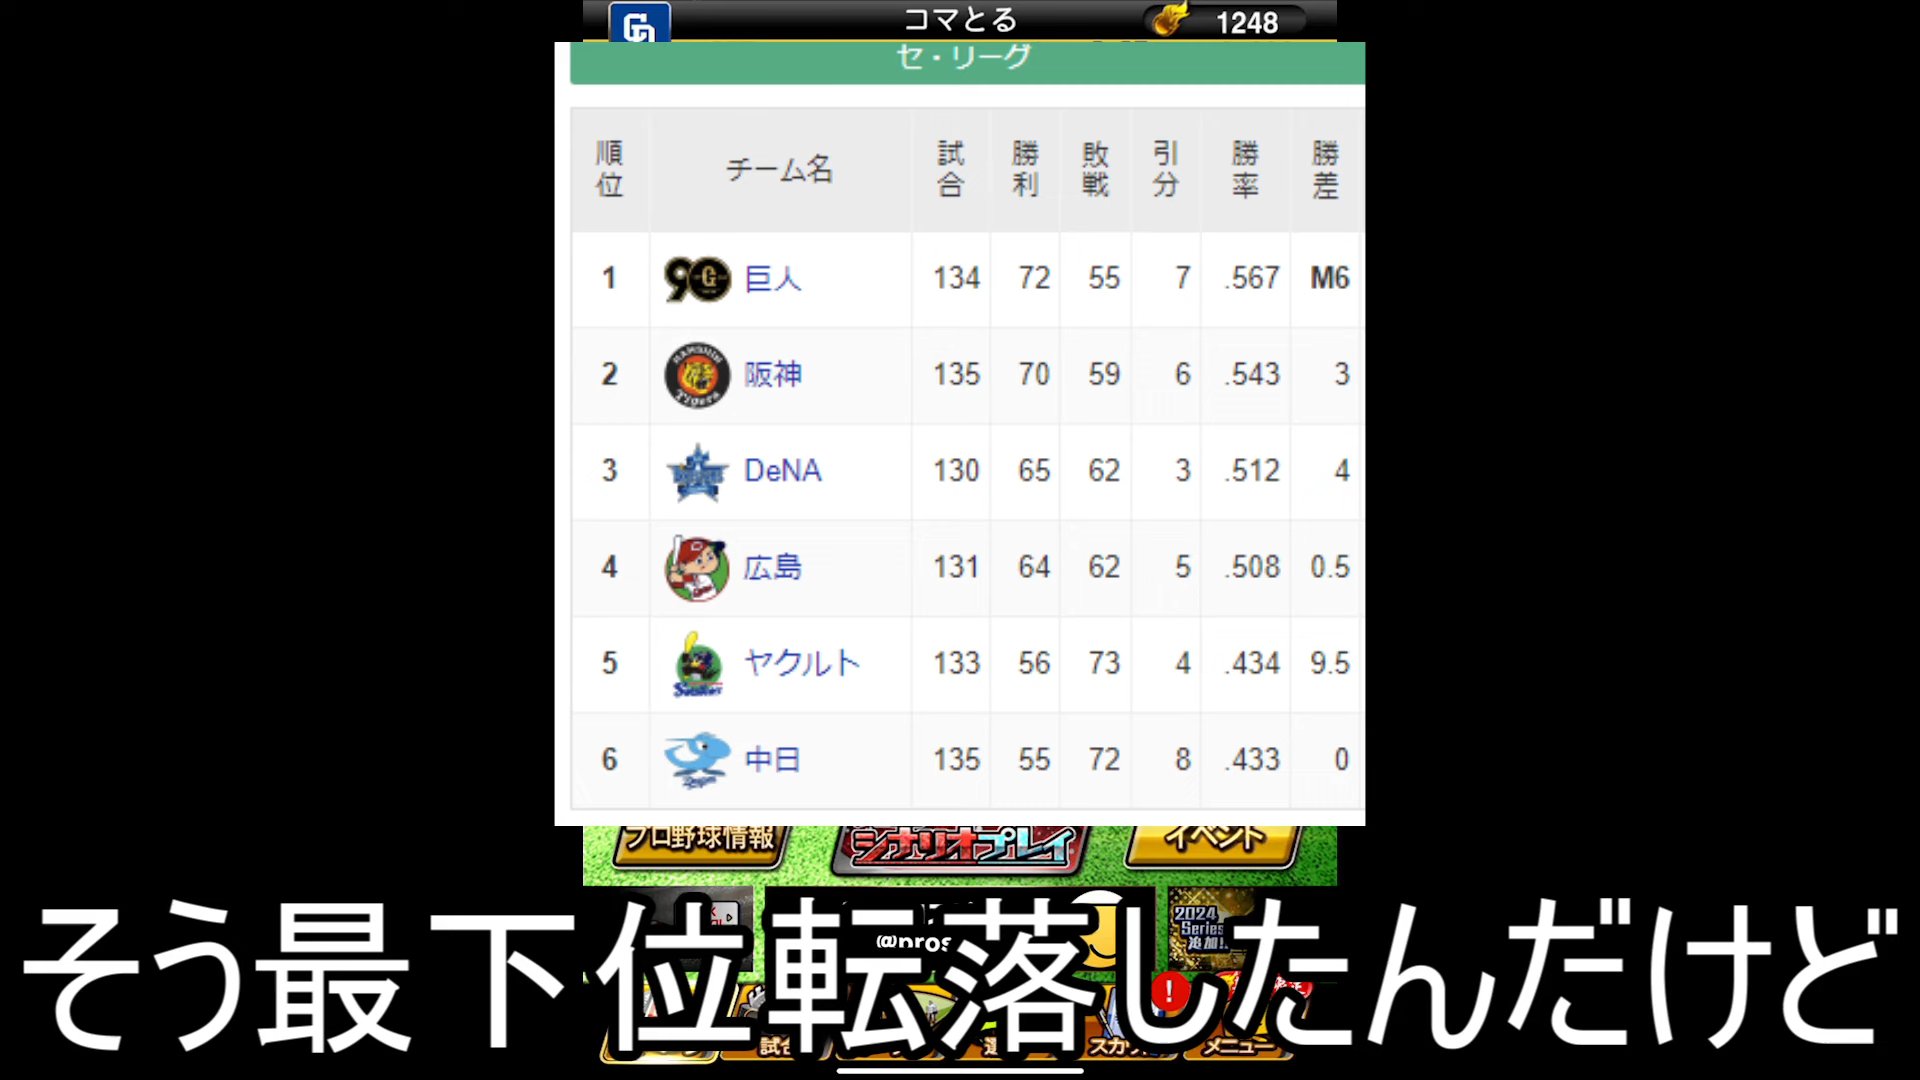 コマとる 1248
セ・リーグ
順位 チーム名 試合 勝利 敗戦 引分 勝率 勝差
1 巨人 134 72 55 7 .567 M6
2 阪神 135 70 59 6 .543 3
3 DeNA 130 65 62 3 .512 4
4 広島 131 64 62 5 .508 0.5
5 ヤクルト 133 56 73 4 .434 9.5
6 中日 135 55 72 8 .433 0
プロ野球情報 シナリオプレイ イベント
2024
Series
追加!!
@pros
そう最下位転落したんだけど
試合 メニュー